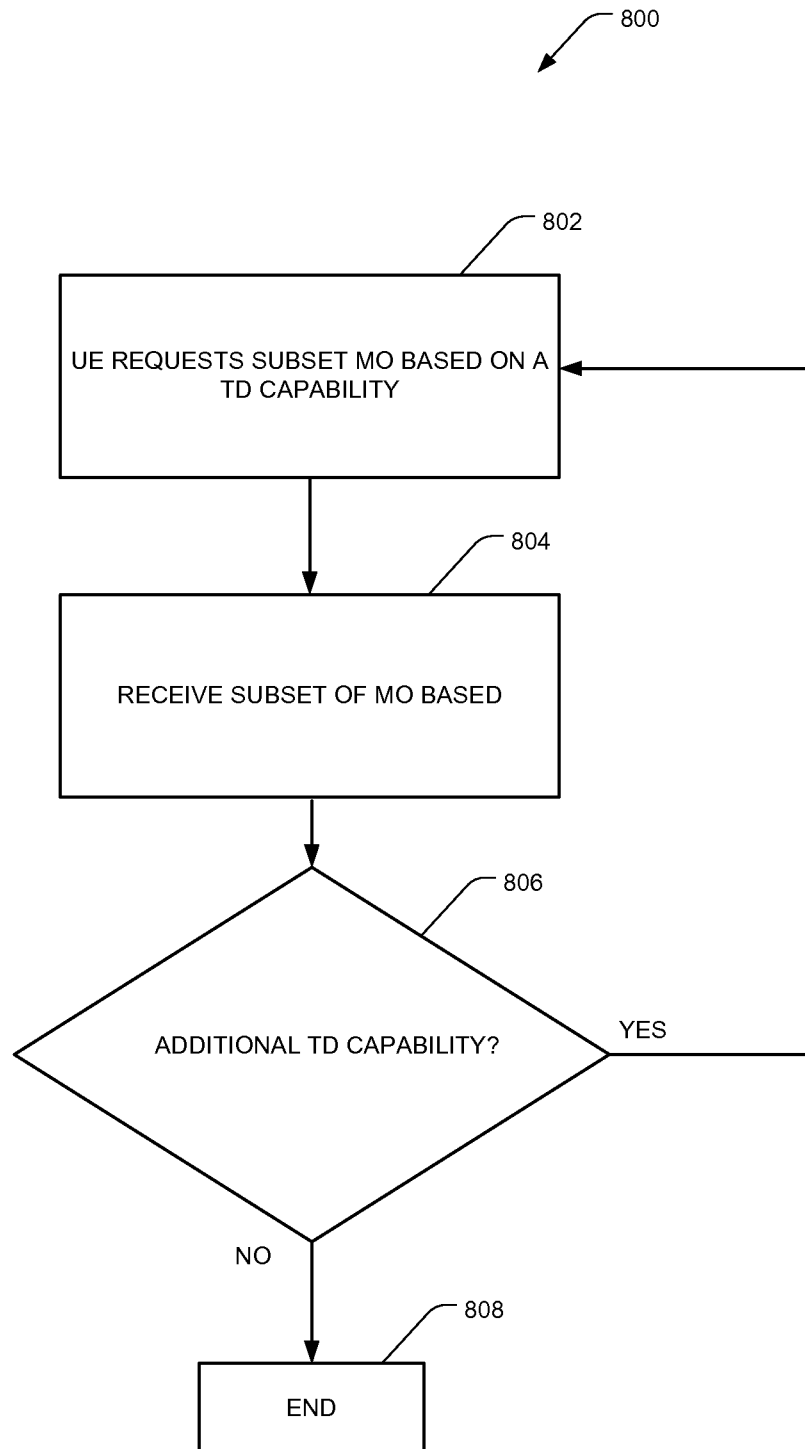 800
802
UE REQUESTS SUBSET MO BASED ON A
TD CAPABILITY
804
RECEIVE SUBSET OF MO BASED
806
ADDITIONAL TD CAPABILITY?
YES
NO
808
END